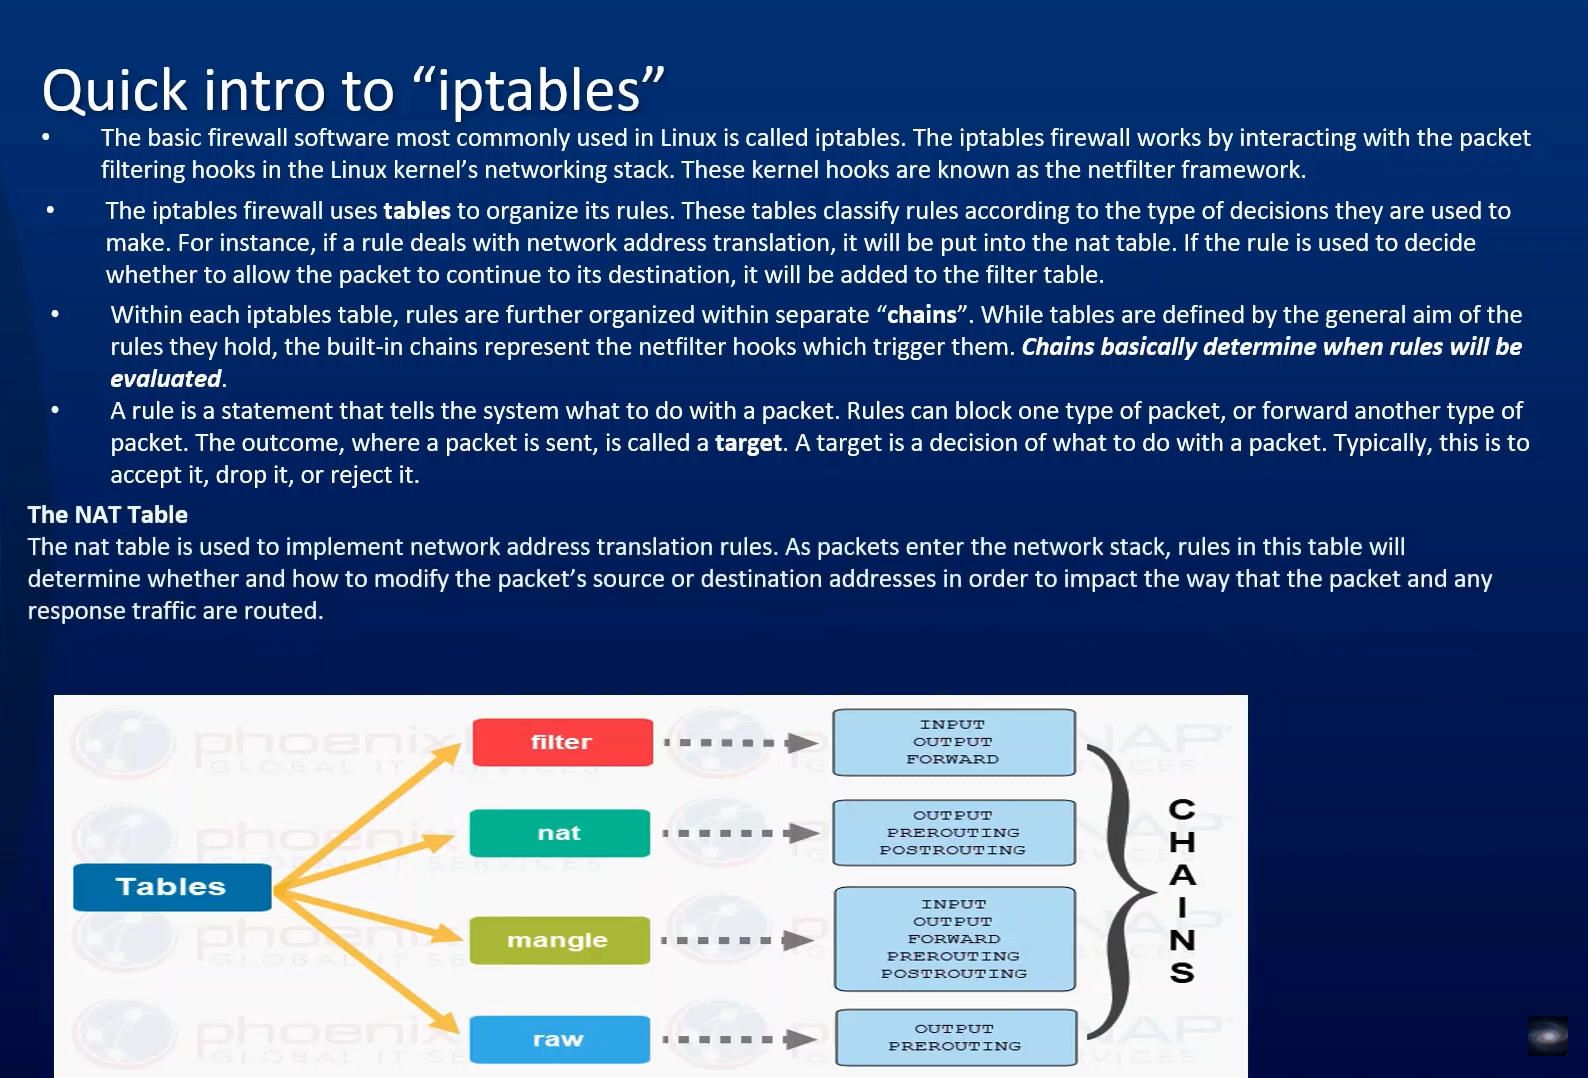 Quick intro to “iptables”
• The basic firewall software most commonly used in Linux is called iptables. The iptables firewall works by interacting with the packet
filtering hooks in the Linux kernel’s networking stack. These kernel hooks are known as the netfilter framework.
• The iptables firewall uses tables to organize its rules. These tables classify rules according to the type of decisions they are used to
make. For instance, if a rule deals with network address translation, it will be put into the nat table. If the rule is used to decide
whether to allow the packet to continue to its destination, it will be added to the filter table.
• Within each iptables table, rules are further organized within separate “chains”. While tables are defined by the general aim of the
rules they hold, the built-in chains represent the netfilter hooks which trigger them. Chains basically determine when rules will be
evaluated.
• A rule is a statement that tells the system what to do with a packet. Rules can block one type of packet, or forward another type of
packet. The outcome, where a packet is sent, is called a target. A target is a decision of what to do with a packet. Typically, this is to
accept it, drop it, or reject it.
The NAT Table
The nat table is used to implement network address translation rules. As packets enter the network stack, rules in this table will
determine whether and how to modify the packet’s source or destination addresses in order to impact the way that the packet and any
response traffic are routed.
Tables
filter
INPUT
OUTPUT
FORWARD
nat
OUTPUT
PREROUTING
POSTROUTING
mangle
INPUT
OUTPUT
FORWARD
PREROUTING
POSTROUTING
raw
OUTPUT
PREROUTING
CHAINS
phoenix
GLOBAL IT SERVICES